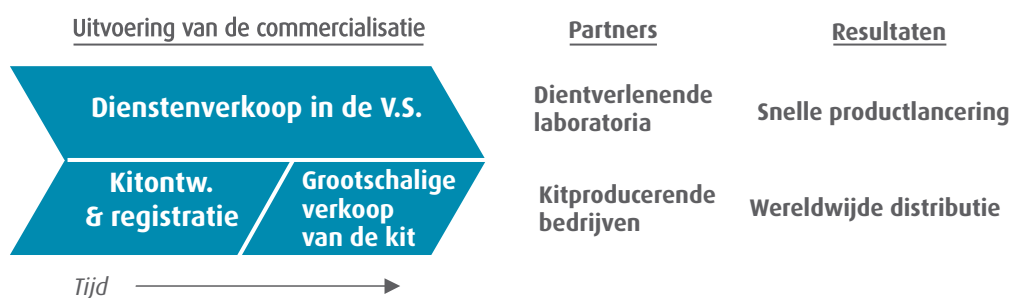 Uitvoering van de commercialisatie
Partners
Resultaten
Dienstenverkoop in de V.S.
Dientverlenende
laboratoria
Snelle productlancering
Kitontw.
& registratie
Grootschalige
verkoop
van de kit
Kitproducerende
bedrijven
Wereldwijde distributie
Tijd